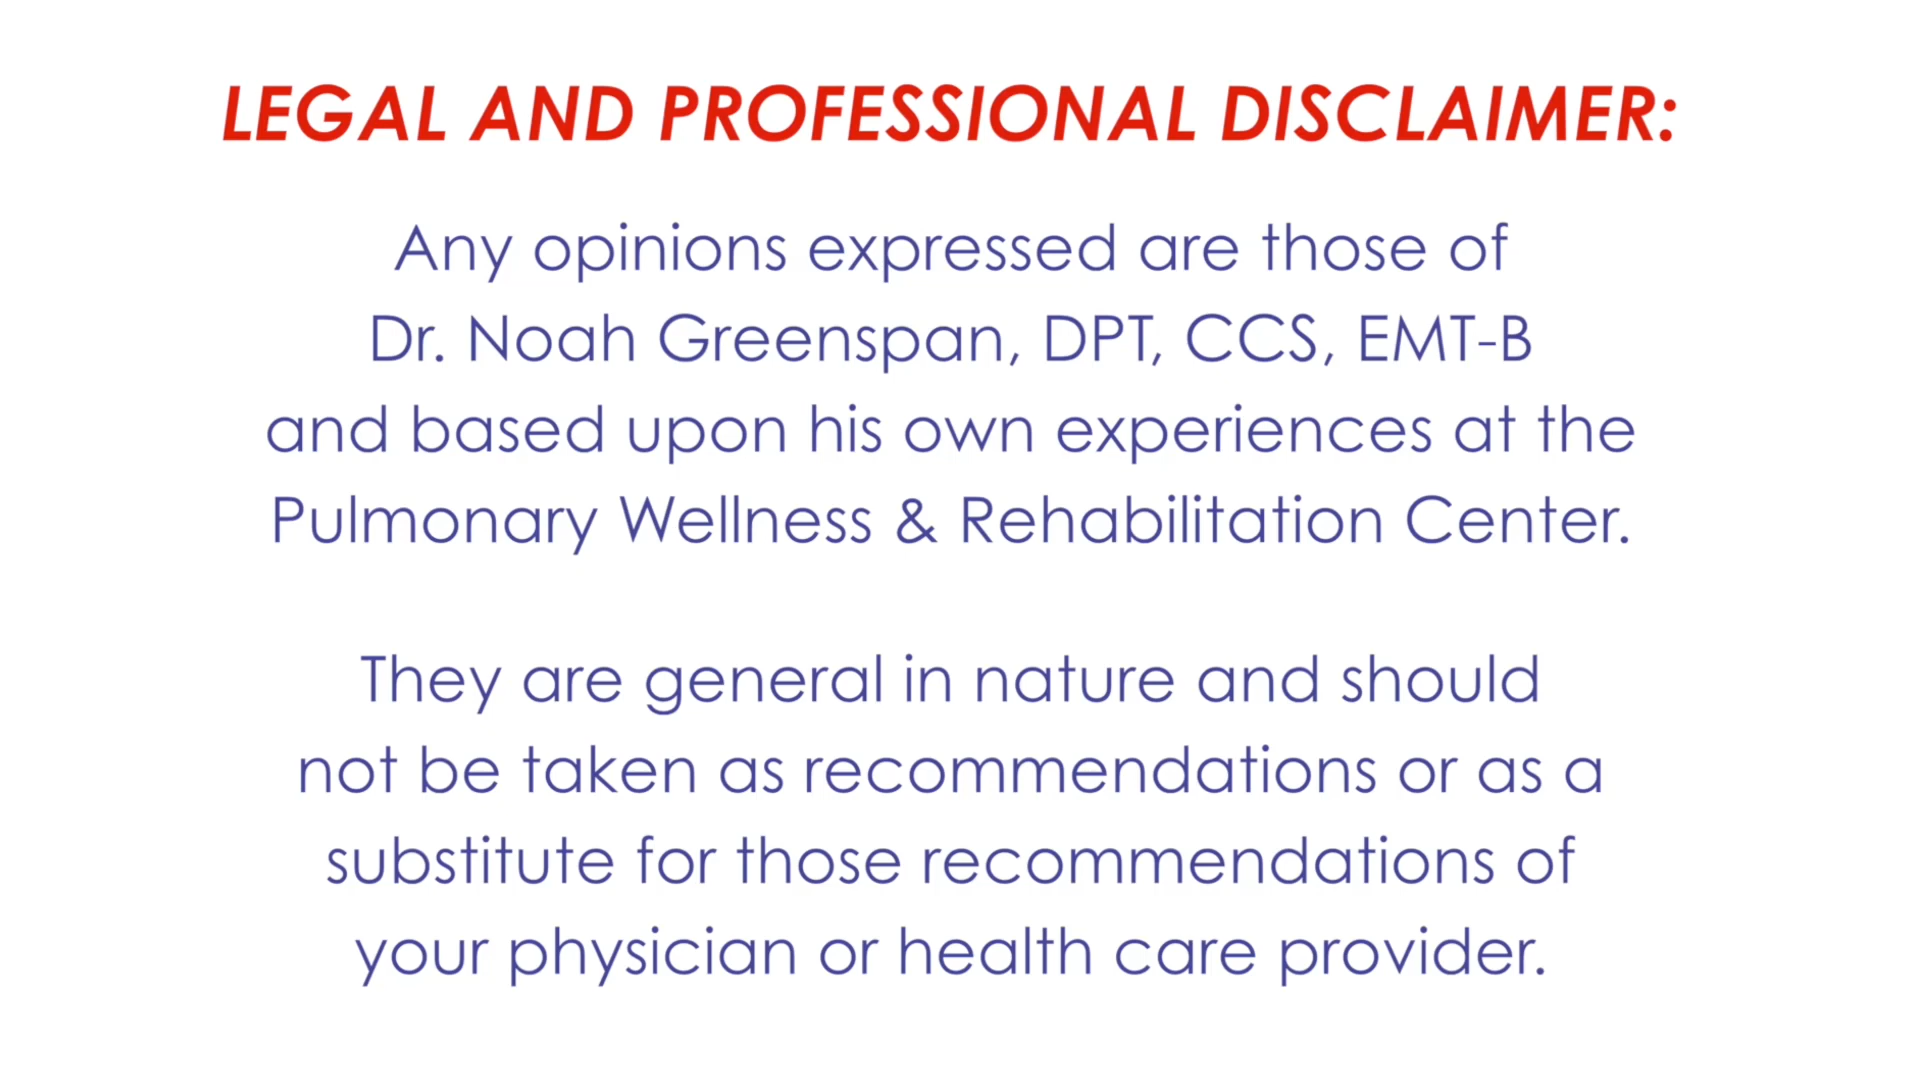 LEGAL AND PROFESSIONAL DISCLAIMER:
Any opinions expressed are those of
Dr. Noah Greenspan, DPT, CCS, EMT-B
and based upon his own experiences at the
Pulmonary Wellness & Rehabilitation Center.
They are general in nature and should
not be taken as recommendations or as a
substitute for those recommendations of
your physician or health care provider.